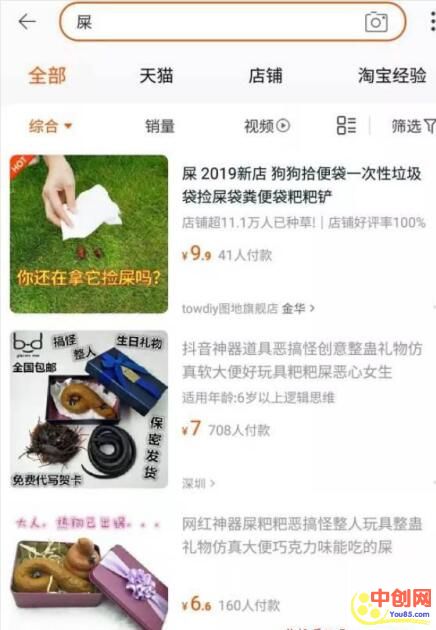 屎
全部 天猫 店铺 淘宝经验
综合 销量 视频 筛选
HOT
你还在拿它捡屎吗?
屎 2019新店 狗狗拾便袋一次性垃圾
袋捡屎袋粪便袋粑粑铲
店铺超11.1万人已种草! | 店铺好评率100%
¥9.9 41人付款
towdiy图地旗舰店 金华 >
搞怪 生日礼物
整人
全国包邮
保密发货
免费代写贺卡
抖音神器道具恶搞怪创意整蛊礼物仿
真软大便好玩具粑粑屎恶心女生
适用年龄:6岁以上逻辑思维
¥7 708人付款
深圳 >
大人,热翔已出锅...
网红神器屎粑粑恶搞怪整人玩具整蛊
礼物仿真大便巧克力味能吃的屎
¥6.6 160人付款
中创网
You85.com